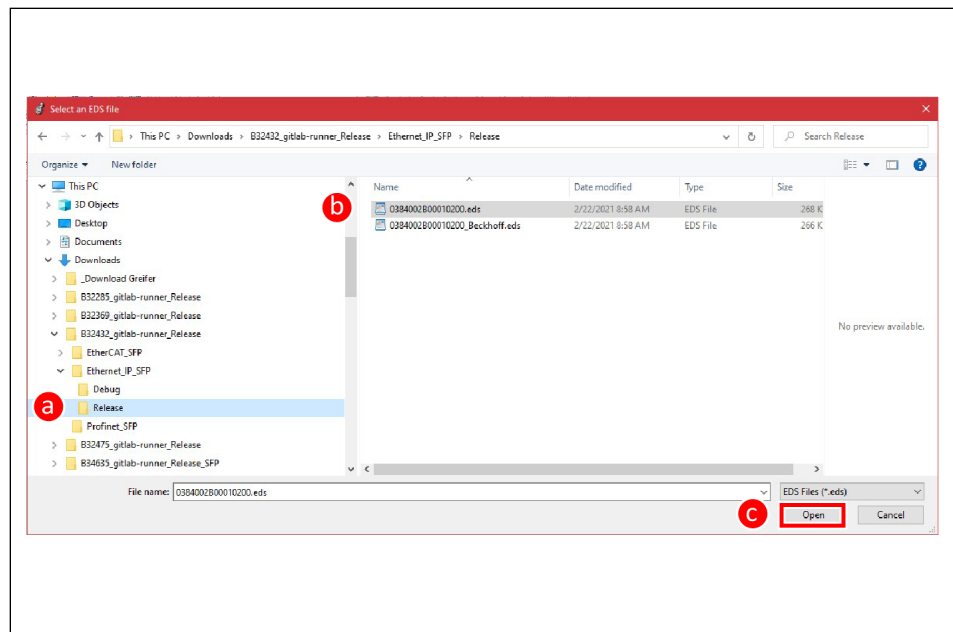 Select an EDS file
This PC > Downloads > B32432_gitlab-runner_Release > Ethernet_IP_SFP > Release
Search Release
Organize New folder
This PC
3D Objects
Desktop
Documents
Downloads
_Download Greifer
B32285_gitlab-runner_Release
B32369_gitlab-runner_Release
B32432_gitlab-runner_Release
EtherCAT_SFP
Ethernet_IP_SFP
Debug
a
Release
Profinet_SFP
B32475_gitlab-runner_Release
B34635_gitlab-runner_Release_SFP
Name Date modified Type Size
b
0384002B00010200.eds 2/22/2021 8:58 AM EDS File 268 K
0384002B00010200_Beckhoff.eds 2/22/2021 8:58 AM EDS File 266 K
No preview available.
File name: 0384002B00010200.eds EDS Files (*.eds)
c Open Cancel